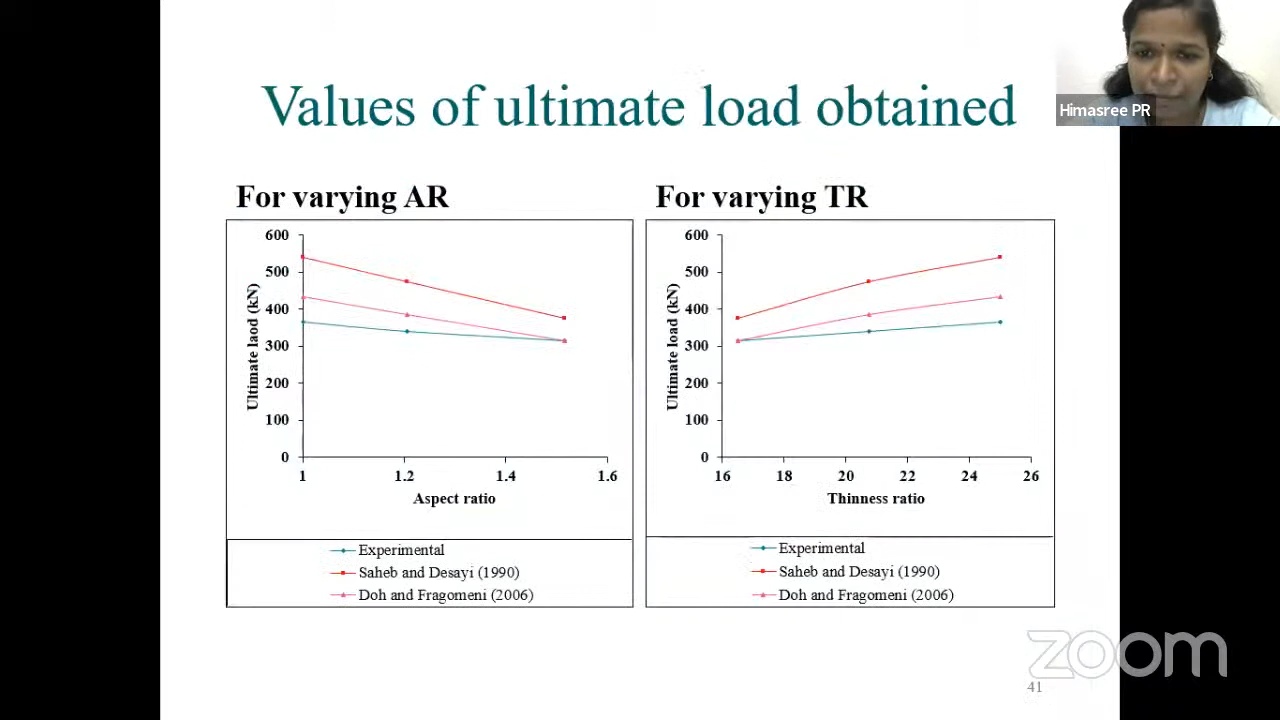 Values of ultimate load obtained
Himasree PR
For varying AR
600
500
400
300
200
100
0
Ultimate laod (kN)
1
1.2
1.4
1.6
Aspect ratio
Experimental
Saheb and Desayi (1990)
Doh and Fragomeni (2006)
For varying TR
600
500
400
300
200
100
0
Ultimate load (kN)
16
18
20
22
24
26
Thinness ratio
Experimental
Saheb and Desayi (1990)
Doh and Fragomeni (2006)
zoom
41